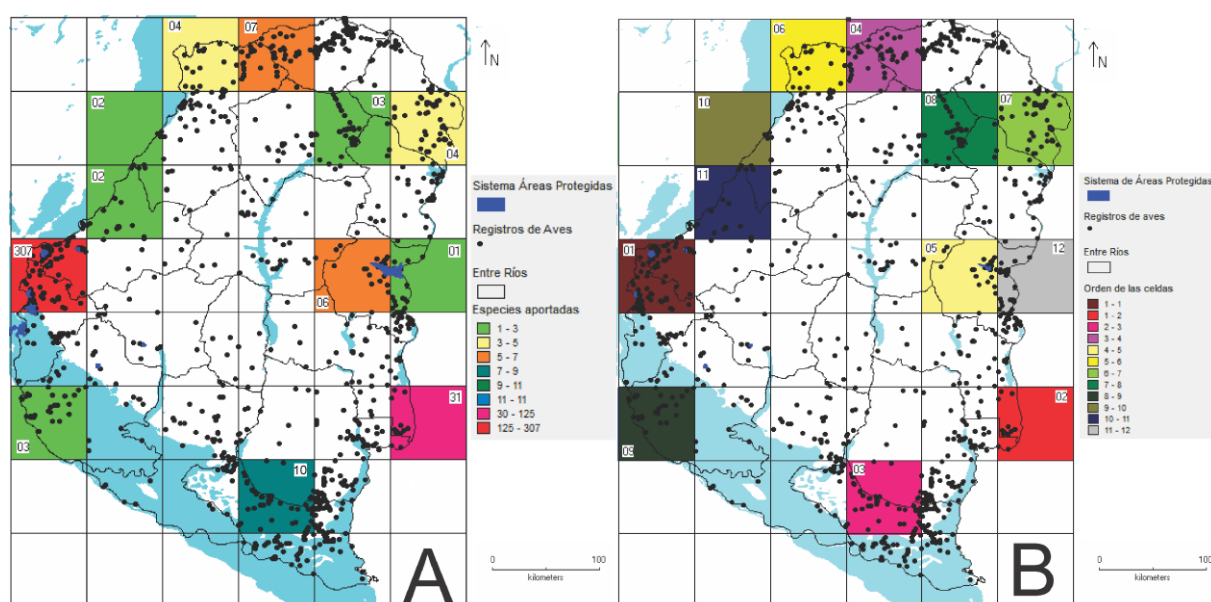 04
07
N
02
03
04
02
307
01
06
31
03
10
A
Sistema Áreas Protegidas
Registros de Aves
Entre Ríos
Especies aportadas
1 - 3
3 - 5
5 - 7
7 - 9
9 - 11
11 - 11
30 - 125
125 - 307
0 100
kilometers
06
04
N
10
08
07
11
01
05
12
02
09
03
B
Sistema de Áreas Protegidas
Registros de aves
Entre Ríos
Orden de las celdas
1 - 1
1 - 2
2 - 3
3 - 4
4 - 5
5 - 6
6 - 7
7 - 8
8 - 9
9 - 10
10 - 11
11 - 12
0 100
kilometers